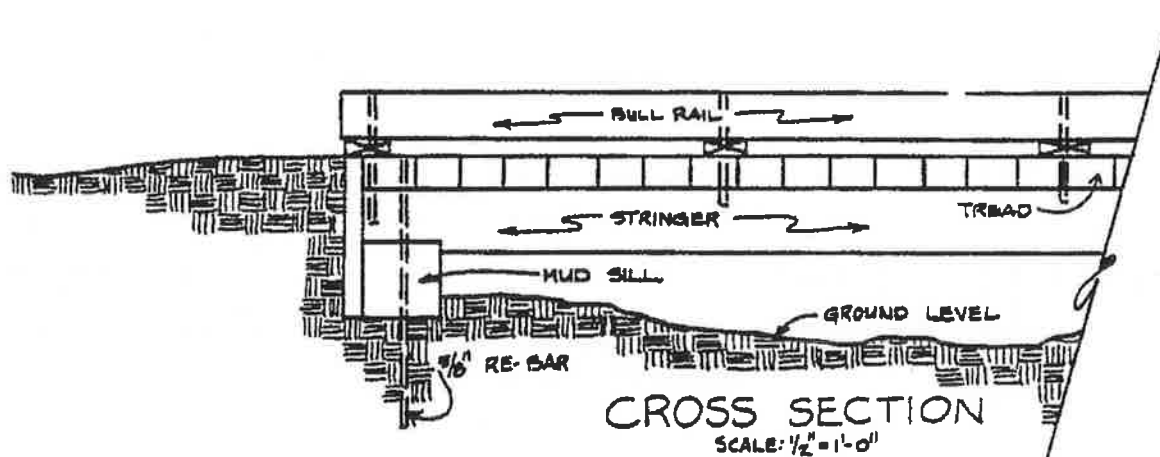 BULL RAIL
TREAD
STRINGER
MUD SILL
GROUND LEVEL
5/8" RE-BAR
CROSS SECTION
SCALE: 1/2" = 1'-0"